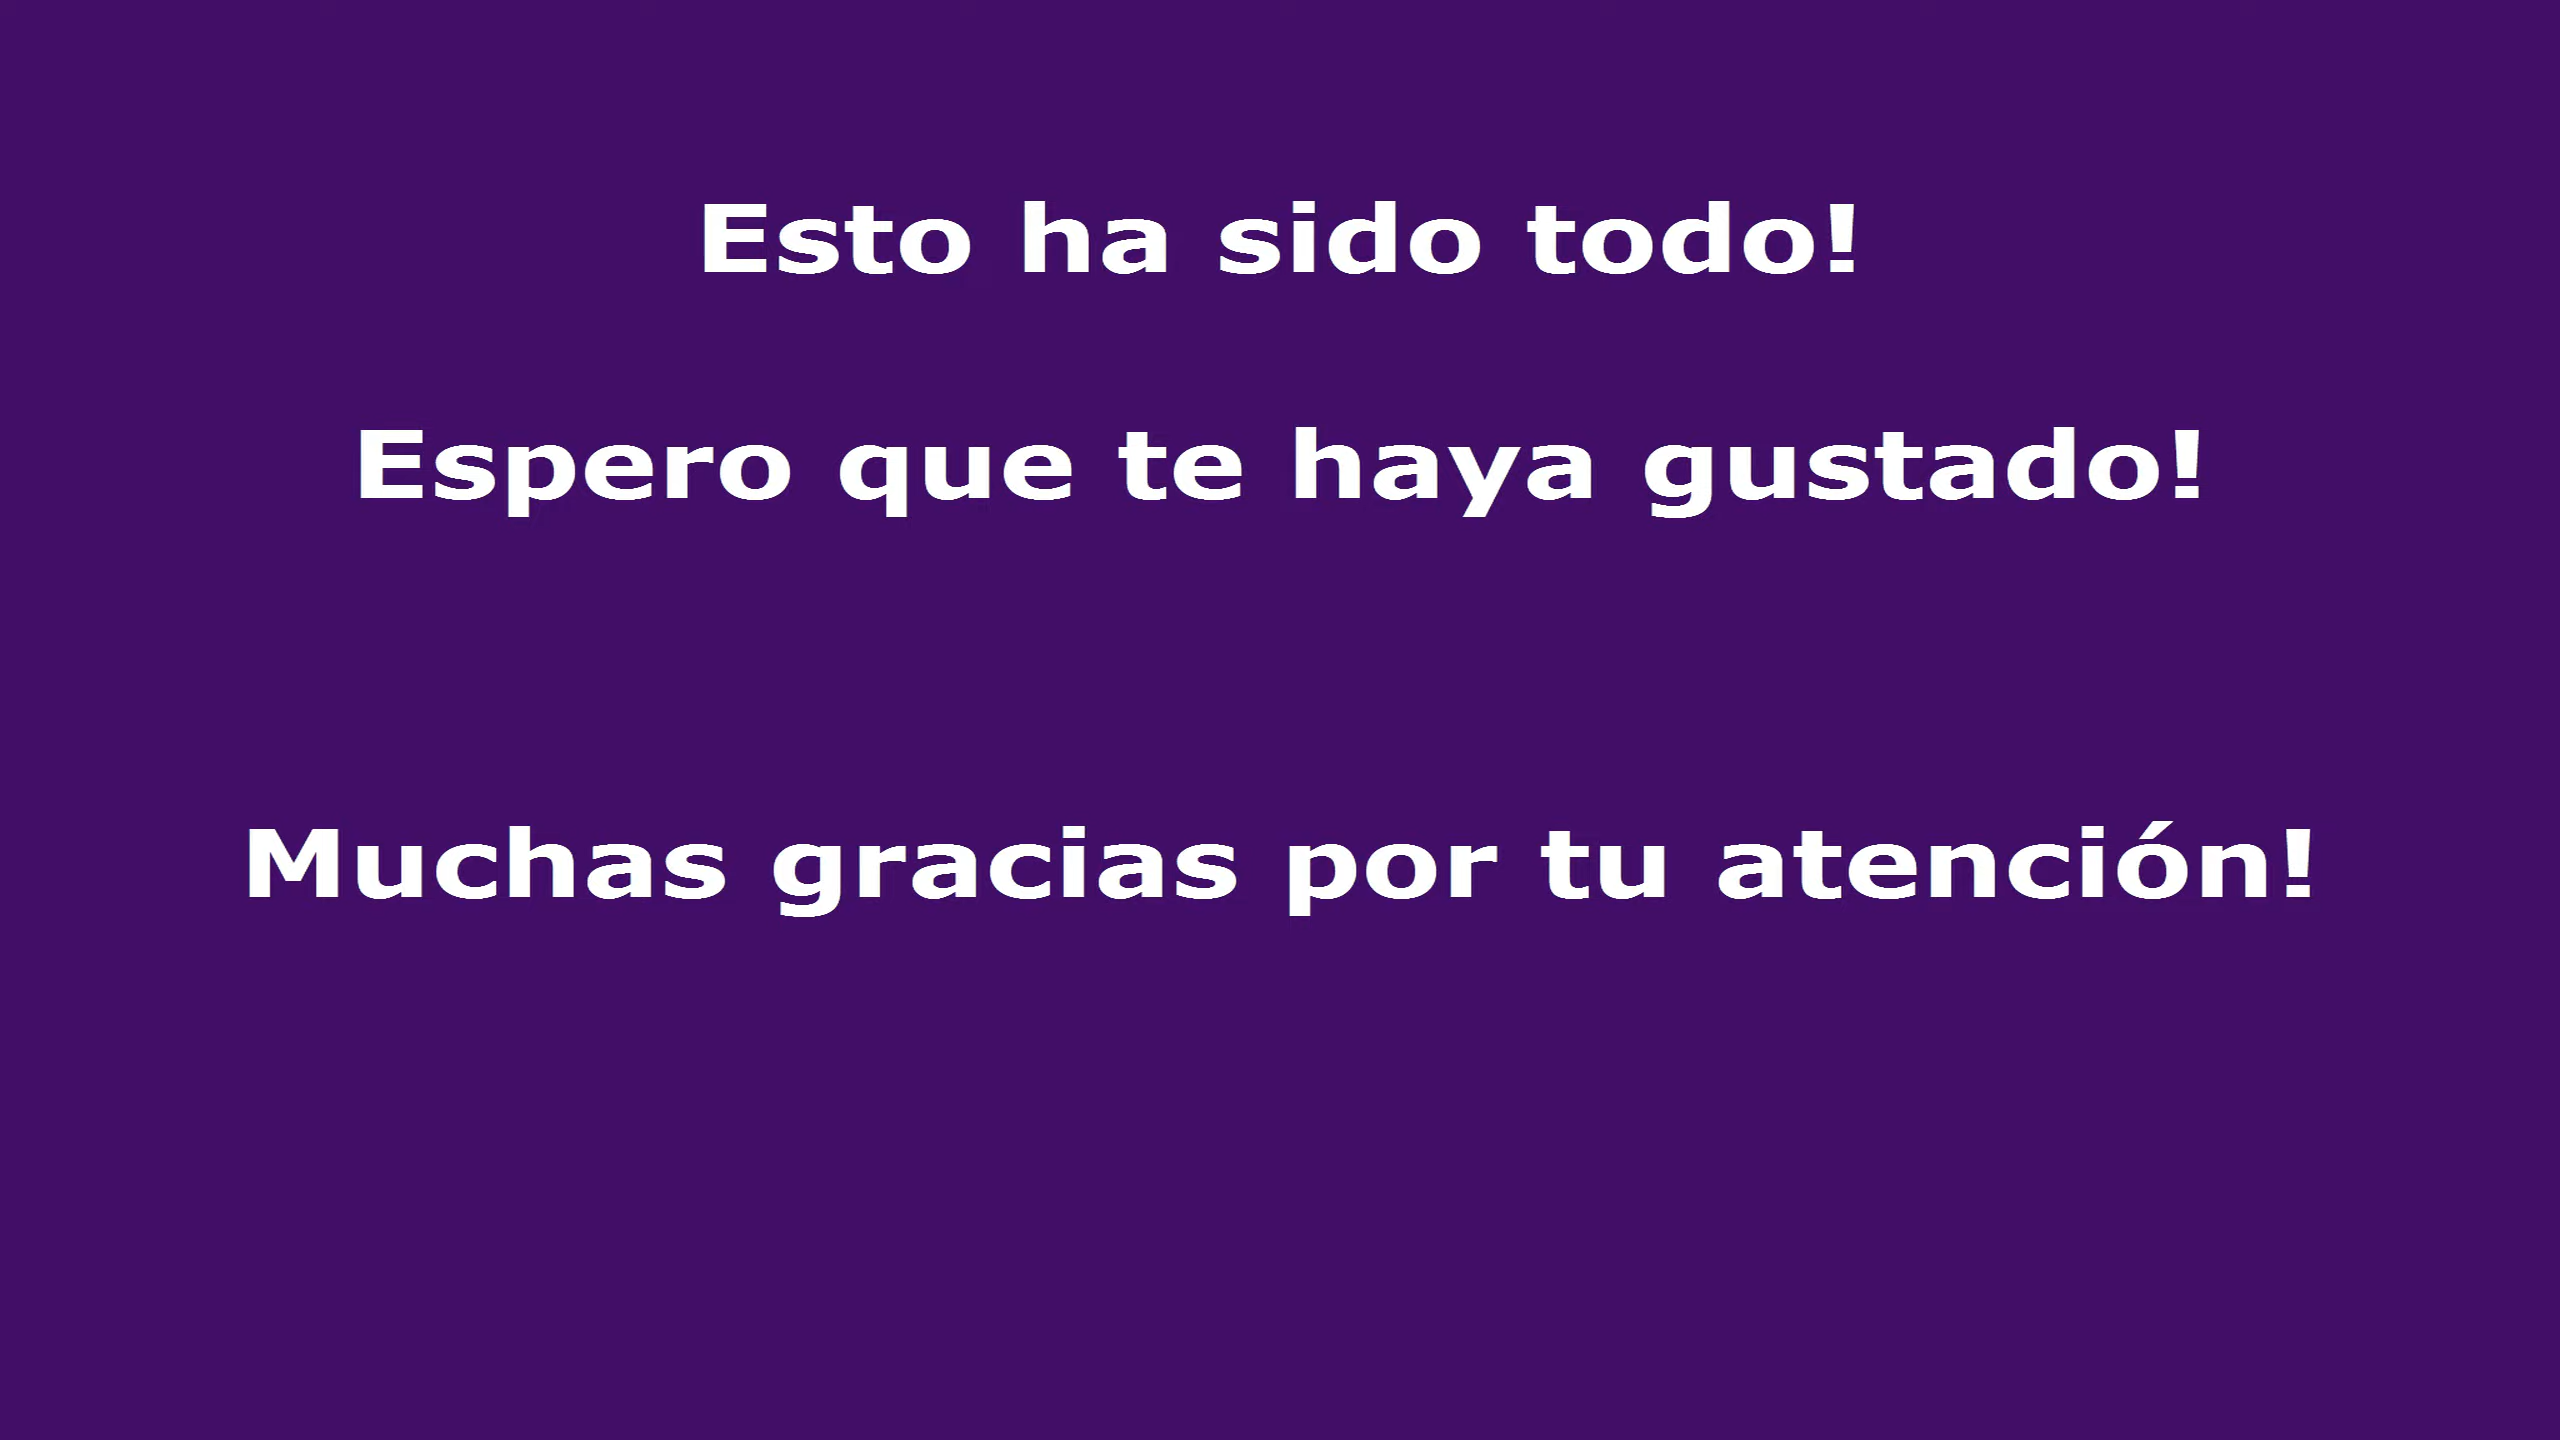 Esto ha sido todo!
Espero que te haya gustado!
Muchas gracias por tu atención!